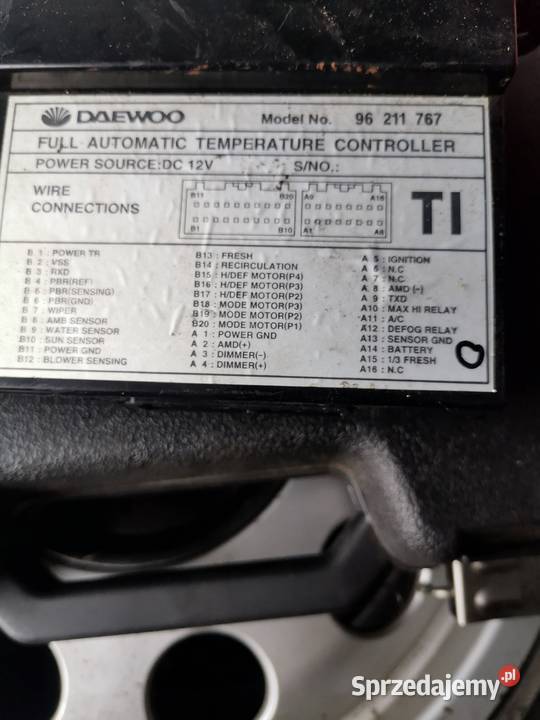 DAEWOO Model No. 96 211 767
FULL AUTOMATIC TEMPERATURE CONTROLLER
POWER SOURCE:DC 12V S/NO.:
WIRE
CONNECTIONS
B11 B20 A9 A16
B1 B10 A1 A8
TI
B 1 : POWER TR
B 2 : VSS
B 3 : RXD
B 4 : PBR(REF)
B 5 : PBR(SENSING)
B 6 : PBR(GND)
B 7 : WIPER
B 8 : AMB SENSOR
B 9 : WATER SENSOR
B10 : SUN SENSOR
B11 : POWER GND
B12 : BLOWER SENSING
B13 : FRESH
B14 : RECIRCULATION
B15 : H/DEF MOTOR(P4)
B16 : H/DEF MOTOR(P3)
B17 : H/DEF MOTOR(P2)
B18 : MODE MOTOR(P3)
B19 : MODE MOTOR(P2)
B20 : MODE MOTOR(P1)
A 1 : POWER GND
A 2 : AMD(+)
A 3 : DIMMER(-)
A 4 : DIMMER(+)
A 5 : IGNITION
A 6 : N.C
A 7 : N.C
A 8 : AMD (-)
A 9 : TXD
A10 : MAX HI RELAY
A11 : A/C
A12 : DEFOG RELAY
A13 : SENSOR GND
A14 : BATTERY
A15 : 1/3 FRESH
A16 : N.C
Sprzedajemy.pl